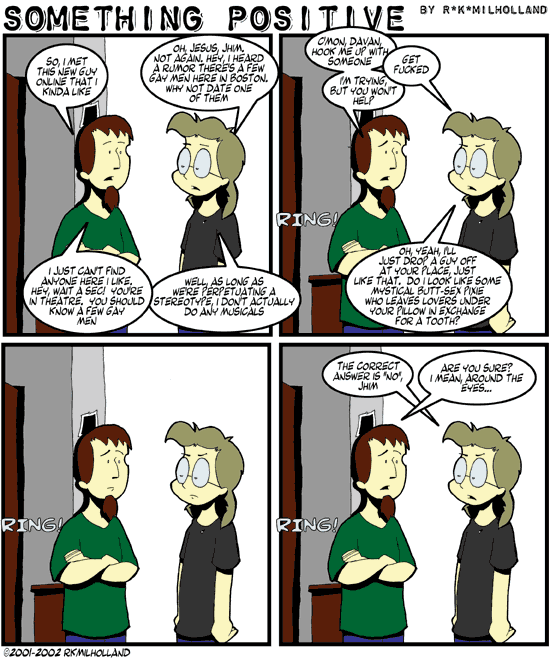 SOMETHING POSITIVE BY R*K*MILHOLLAND
SO, I MET
THIS NEW GUY
ONLINE THAT I
KINDA LIKE
OH, JESUS, JHIM,
NOT AGAIN. HEY, I HEARD
A RUMOR THERE'S A FEW
GAY MEN HERE IN BOSTON.
WHY NOT DATE ONE
OF THEM
I JUST CAN'T FIND
ANYONE HERE I LIKE.
HEY, WAIT A SEC! YOU'RE
IN THEATRE. YOU SHOULD
KNOW A FEW GAY
MEN
WELL, AS LONG AS
WE'RE PERPETUATING A
STEREOTYPE, I DON'T ACTUALLY
DO ANY MUSICALS
C'MON, DAVAN,
HOOK ME UP WITH
SOMEONE
GET
FUCKED
I'M TRYING,
BUT YOU WON'T
HELP
RING!
OH, YEAH, I'LL
JUST DROP A GUY OFF
AT YOUR PLACE, JUST
LIKE THAT. DO I LOOK LIKE SOME
MYSTICAL BUTT-SEX PIXIE
WHO LEAVES LOVERS UNDER
YOUR PILLOW IN EXCHANGE
FOR A TOOTH?
RING!
THE CORRECT
ANSWER IS "NO",
JHIM
ARE YOU SURE?
I MEAN, AROUND THE
EYES...
RING!
©2001-2002 RKMILHOLLAND